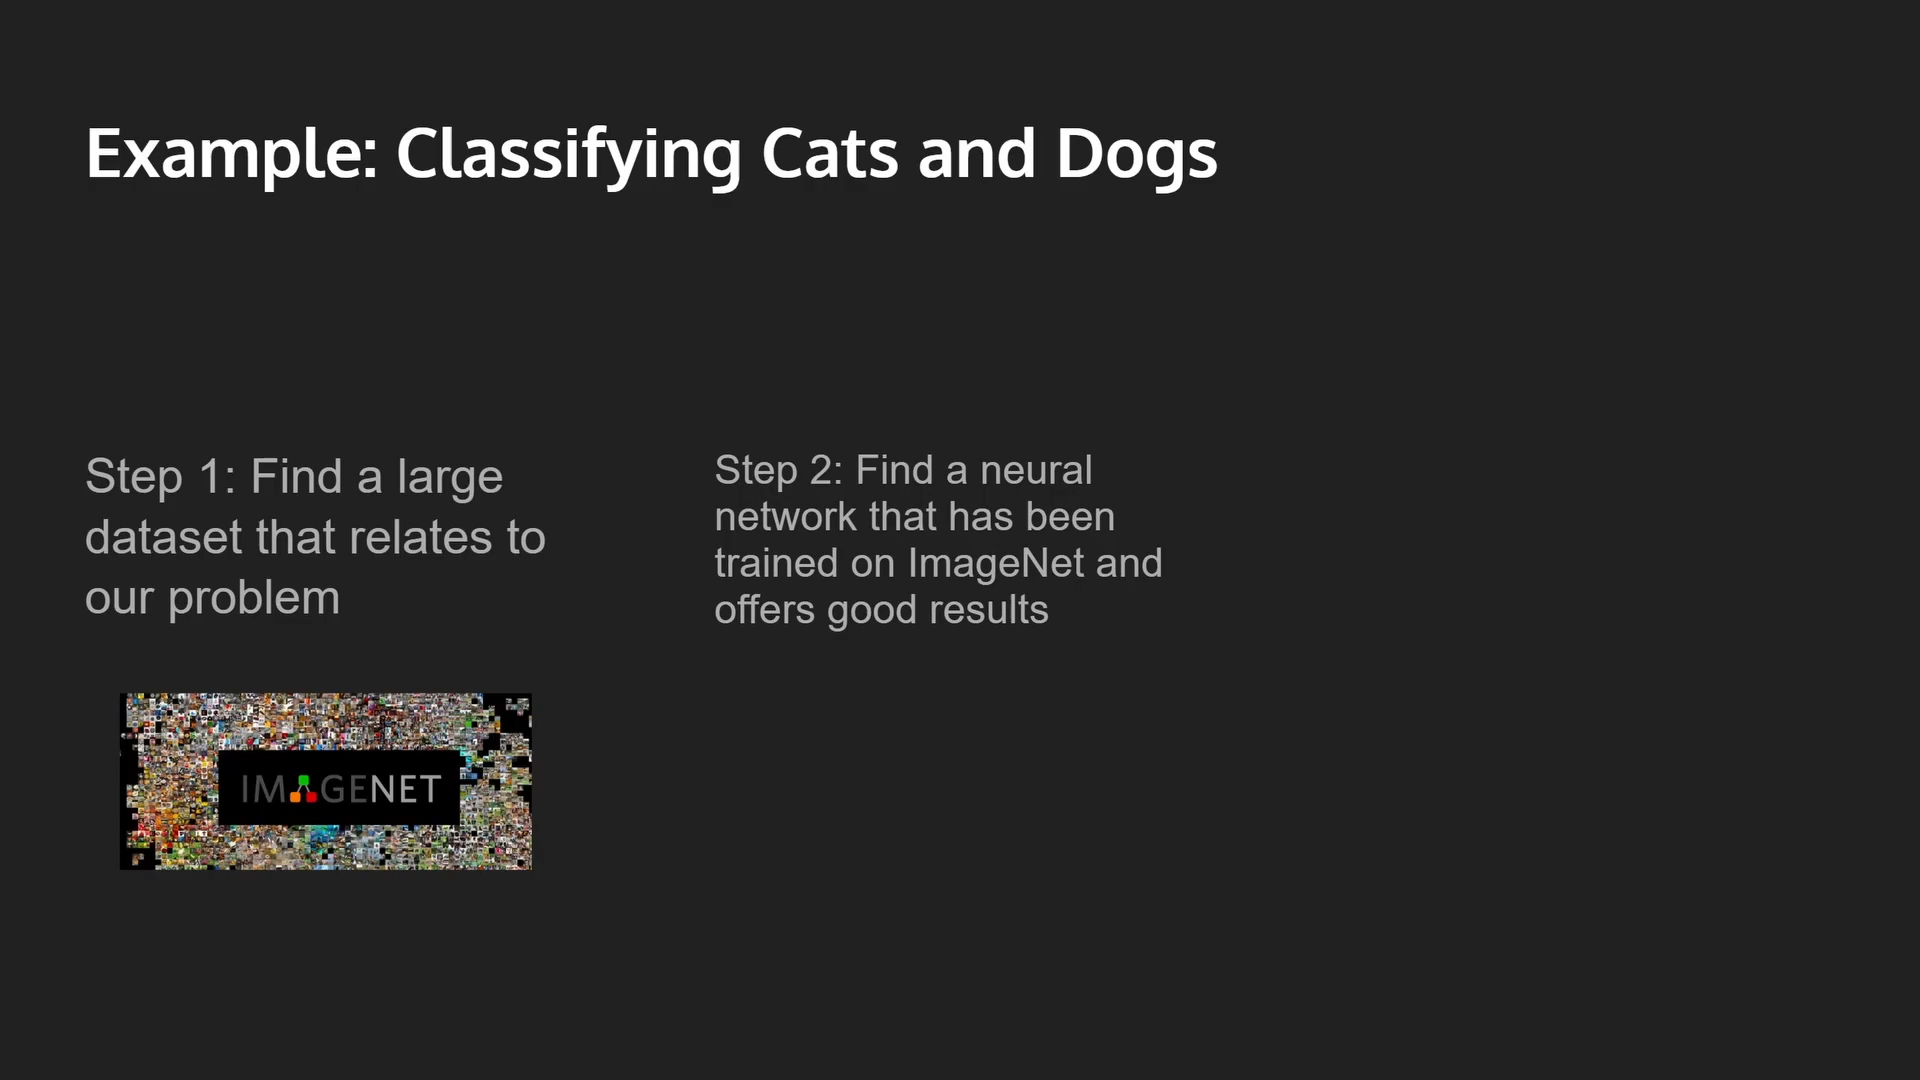 Example: Classifying Cats and Dogs
Step 1: Find a large
dataset that relates to
our problem
Step 2: Find a neural
network that has been
trained on ImageNet and
offers good results
IMAGENET